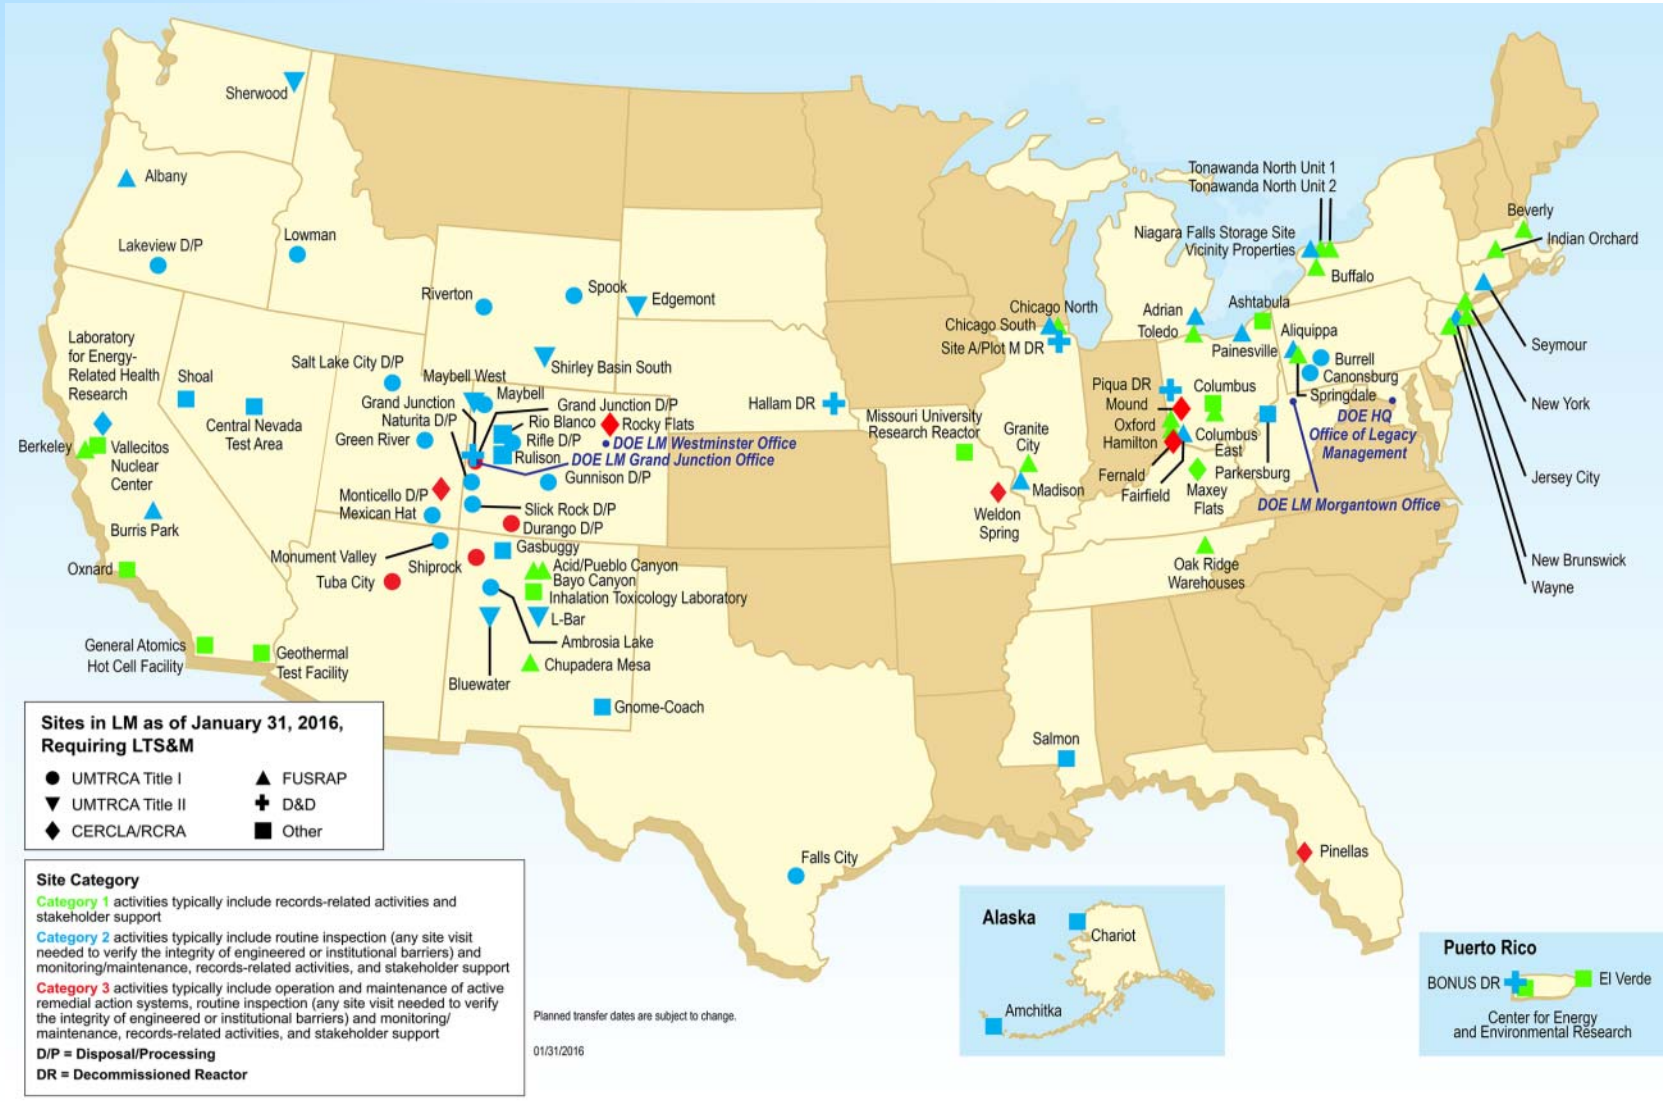 Sherwood
Albany
Lakeview D/P
Lowman
Riverton
Spook
Edgemont
Shirley Basin South
Laboratory
for Energy-
Related Health
Research
Shoal
Central Nevada
Test Area
Salt Lake City D/P
Maybell West
Maybell
Grand Junction
Naturita D/P
Green River
Grand Junction D/P
Rio Blanco
Rocky Flats
Rifle D/P
DOE LM Westminster Office
Rulison
DOE LM Grand Junction Office
Gunnison D/P
Berkeley
Vallecitos
Nuclear
Center
Burris Park
Oxnard
General Atomics
Hot Cell Facility
Geothermal
Test Facility
Monticello D/P
Mexican Hat
Slick Rock D/P
Durango D/P
Monument Valley
Tuba City
Shiprock
Gasbuggy
Acid/Pueblo Canyon
Bayo Canyon
Inhalation Toxicology Laboratory
L-Bar
Ambrosia Lake
Chupadera Mesa
Bluewater
Gnome-Coach
Falls City
Hallam DR
Missouri University
Research Reactor
Granite
City
Madison
Weldon
Spring
Chicago North
Chicago South
Site A/Plot M DR
Tonawanda North Unit 1
Tonawanda North Unit 2
Niagara Falls Storage Site
Vicinity Properties
Buffalo
Beverly
Indian Orchard
Adrian
Toledo
Ashtabula
Painesville
Aliquippa
Burrell
Canonsburg
Springdale
Piqua DR
Mound
Oxford
Hamilton
Columbus
Columbus
East
Fernald
Fairfield
Parkersburg
Maxey
Flats
DOE HQ
Office of Legacy
Management
DOE LM Morgantown Office
Oak Ridge
Warehouses
Seymour
New York
Jersey City
New Brunswick
Wayne
Salmon
Pinellas
Sites in LM as of January 31, 2016,
Requiring LTS&M
UMTRCA Title I
UMTRCA Title II
CERCLA/RCRA
FUSRAP
D&D
Other
Site Category
Category 1 activities typically include records-related activities and
stakeholder support
Category 2 activities typically include routine inspection (any site visit
needed to verify the integrity of engineered or institutional barriers) and
monitoring/maintenance, records-related activities, and stakeholder support
Category 3 activities typically include operation and maintenance of active
remedial action systems, routine inspection (any site visit needed to verify
the integrity of engineered or institutional barriers) and monitoring/
maintenance, records-related activities, and stakeholder support
D/P = Disposal/Processing
DR = Decommissioned Reactor
Planned transfer dates are subject to change.
01/31/2016
Alaska
Chariot
Amchitka
Puerto Rico
BONUS DR
El Verde
Center for Energy
and Environmental Research